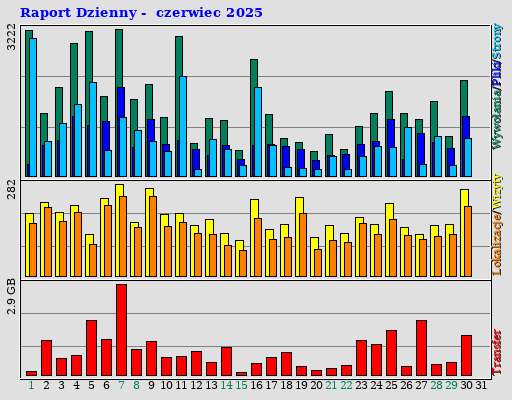 Raport Dzienny -  czerwiec 2025
3222
Wywołania/Pliki/Strony
282
Lokalizacje/Wizyty
2.9 GB
Transfer
1 2 3 4 5 6 7 8 9 10 11 12 13 14 15 16 17 18 19 20 21 22 23 24 25 26 27 28 29 30 31